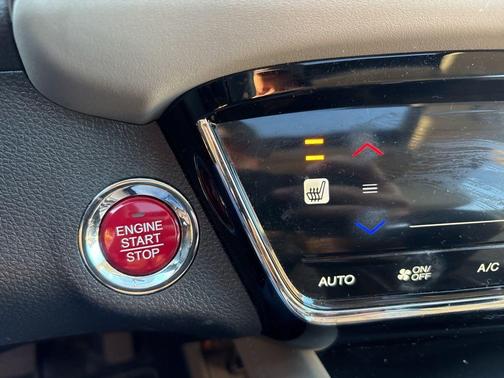 ENGINE
START
STOP
AUTO
ON/
OFF
A/C